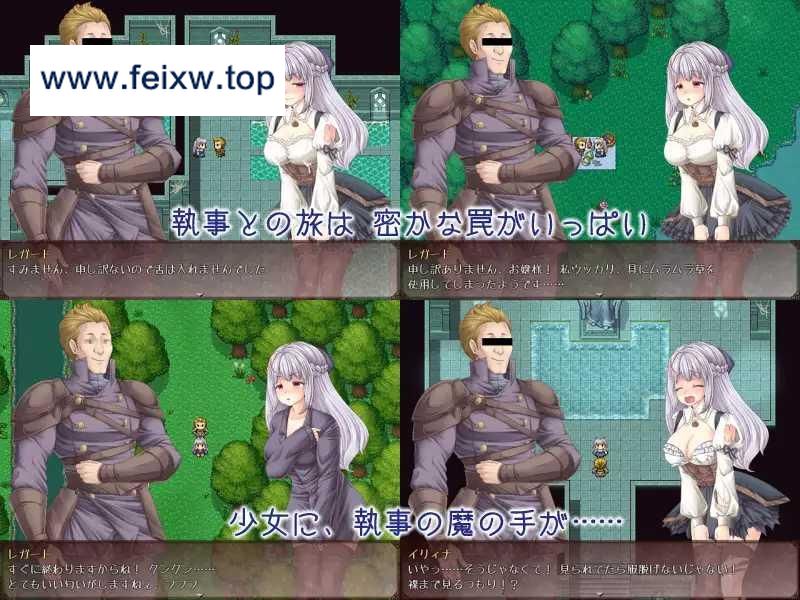 www.feixw.top
執事との旅は 密かな罠がいっぱい
レガート
すみません、申し訳ないので舌は入れませんでした
レガート
申し訳ありません、お嬢様! 私ウッカリ、具にムラムラ草を
使用してしまったようです……
少女に、執事の魔の手が……
レガート
すぐに終わりますからね! クンクン……
とてもいい匂いがしますねぇ、フフフ
イリィナ
いやっ……そうじゃなくて! 見られてたら服脱げないじゃない!
裸まで見るつもり!?